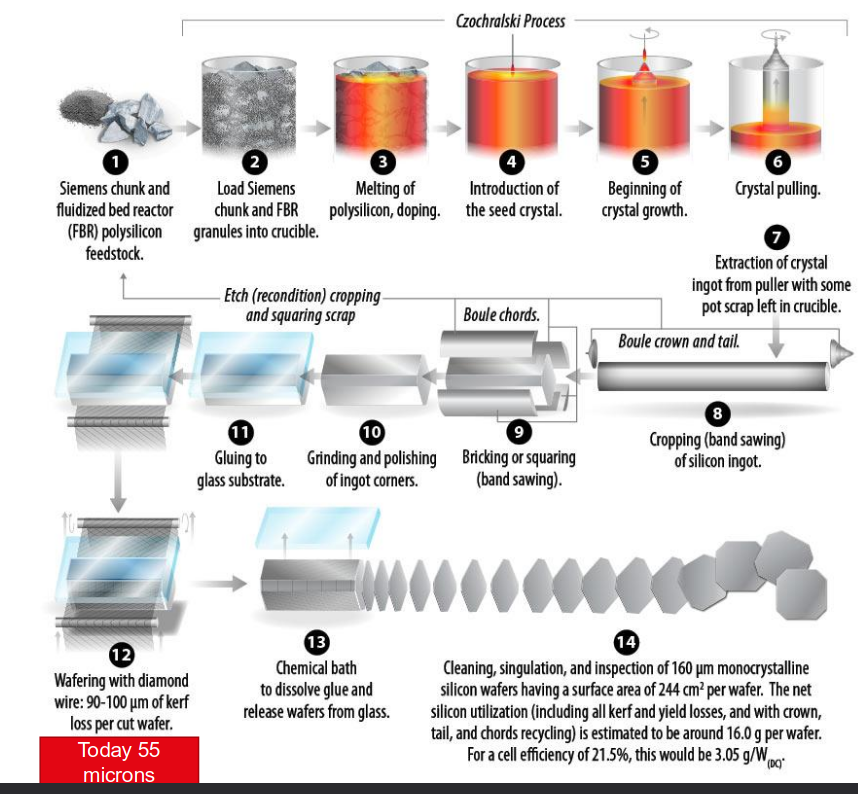 Czochralski Process
1
Siemens chunk and
fluidized bed reactor
(FBR) polysilicon
feedstock.
2
Load Siemens
chunk and FBR
granules into crucible.
3
Melting of
polysilicon, doping.
4
Introduction of
the seed crystal.
5
Beginning of
crystal growth.
6
Crystal pulling.
7
Extraction of crystal
ingot from puller with some
pot scrap left in crucible.
Boule crown and tail.
8
Cropping (band sawing)
of silicon ingot.
Boule chords.
9
Bricking or squaring
(band sawing).
Etch (recondition) cropping
and squaring scrap
10
Grinding and polishing
of ingot corners.
11
Gluing to
glass substrate.
12
Wafering with diamond
wire: 90-100 µm of kerf
loss per cut wafer.
Today 55
microns
13
Chemical bath
to dissolve glue and
release wafers from glass.
14
Cleaning, singulation, and inspection of 160 µm monocrystalline
silicon wafers having a surface area of 244 cm² per wafer. The net
silicon utilization (including all kerf and yield losses, and with crown,
tail, and chords recycling) is estimated to be around 16.0 g per wafer.
For a cell efficiency of 21.5%, this would be 3.05 g/W(DC).